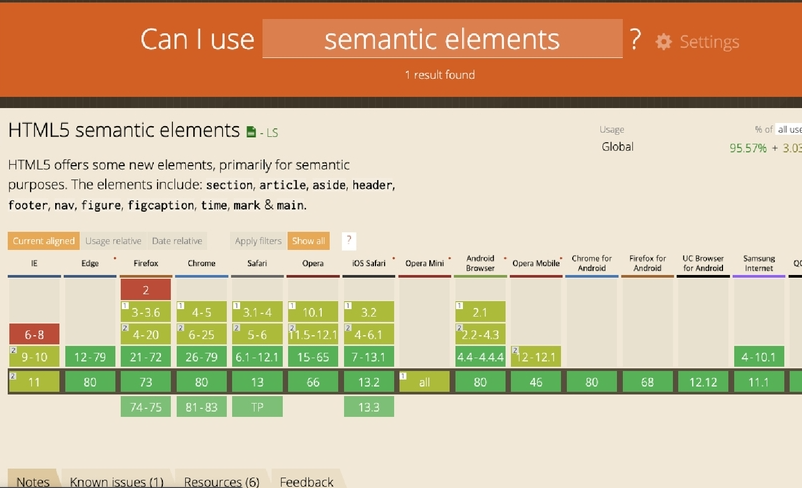 Can I use semantic elements ? Settings
1 result found
HTML5 semantic elements - LS
Usage % of all use
Global 95.57% + 3.03
HTML5 offers some new elements, primarily for semantic
purposes. The elements include: section, article, aside, header,
footer, nav, figure, figcaption, time, mark & main.
Current aligned Usage relative Date relative Apply filters Show all ?
IE Edge Firefox Chrome Safari Opera iOS Safari Opera Mini Android Browser Opera Mobile Chrome for Android Firefox for Android UC Browser for Android Samsung Internet QQ
2
1 3-3.6 1 4-5 1 3.1-4 1 10.1 1 3.2 1 2.1
6-8 2 4-20 2 6-25 2 5-6 2 11.5-12.1 2 4-6.1 2 2.2-4.3
2 9-10 12-79 21-72 26-79 6.1-12.1 15-65 7-13.1 4.4-4.4.4 2 12-12.1 4-10.1
2 11 80 73 80 13 66 13.2 1 all 80 46 80 68 12.12 11.1
74-75 81-83 TP 13.3
Notes Known issues (1) Resources (6) Feedback